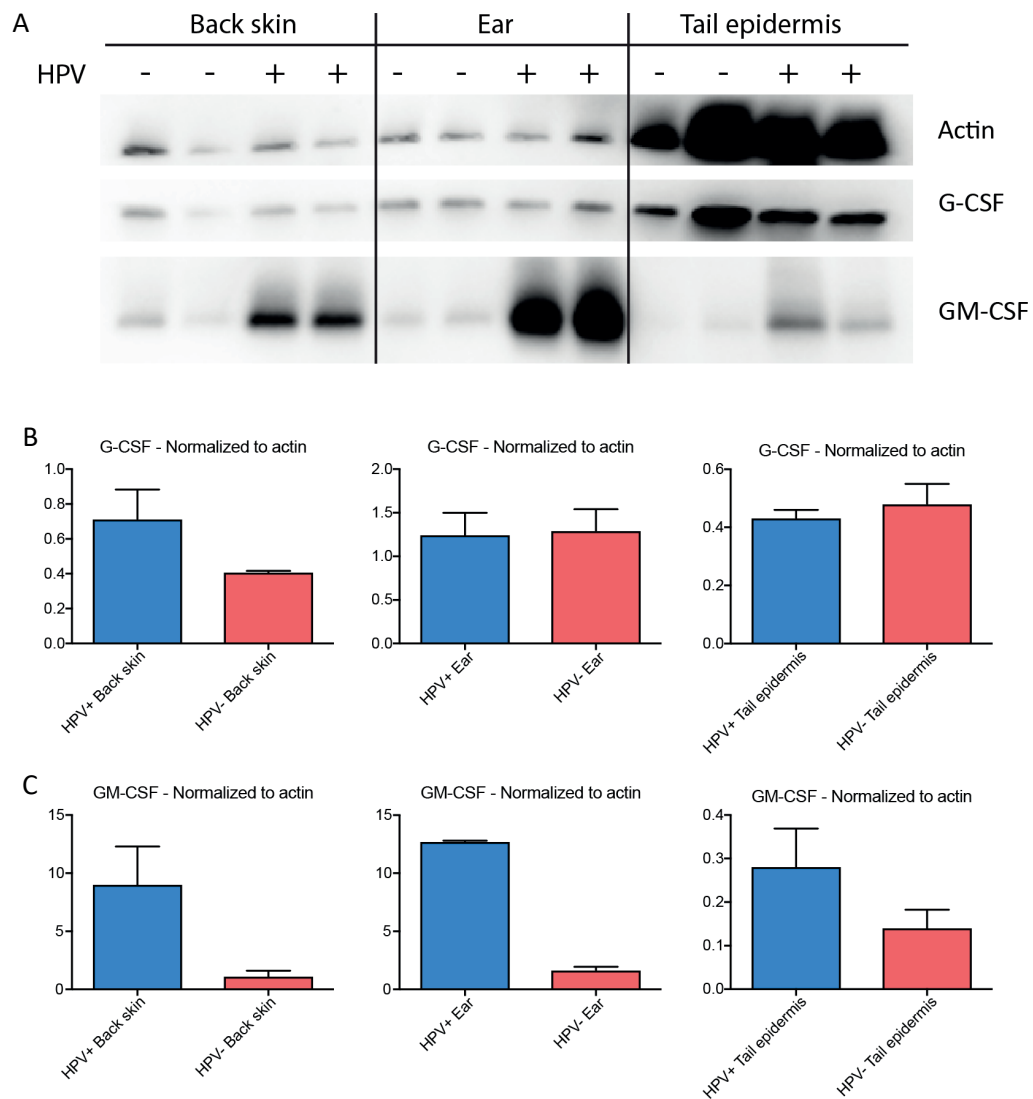 A
Back skin Ear Tail epidermis
HPV - - + + - - + + - - + +
Actin
G-CSF
GM-CSF
B
G-CSF - Normalized to actin
1.0
0.8
0.6
0.4
0.2
0.0
HPV+ Back skin
HPV- Back skin
G-CSF - Normalized to actin
2.0
1.5
1.0
0.5
0.0
HPV+ Ear
HPV- Ear
G-CSF - Normalized to actin
0.6
0.4
0.2
0.0
HPV+ Tail epidermis
HPV- Tail epidermis
C
GM-CSF - Normalized to actin
15
10
5
0
HPV+ Back skin
HPV- Back skin
GM-CSF - Normalized to actin
15
10
5
0
HPV+ Ear
HPV- Ear
GM-CSF - Normalized to actin
0.4
0.3
0.2
0.1
0.0
HPV+ Tail epidermis
HPV- Tail epidermis